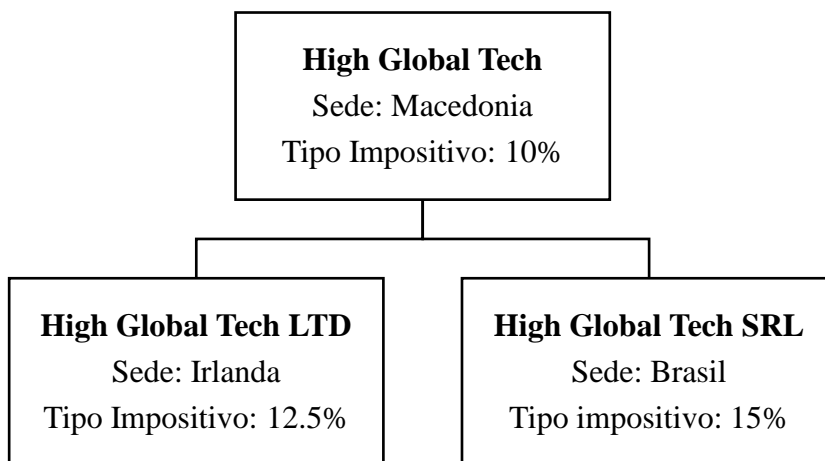 High Global Tech
Sede: Macedonia
Tipo Impositivo: 10%
High Global Tech LTD
Sede: Irlanda
Tipo Impositivo: 12.5%
High Global Tech SRL
Sede: Brasil
Tipo impositivo: 15%